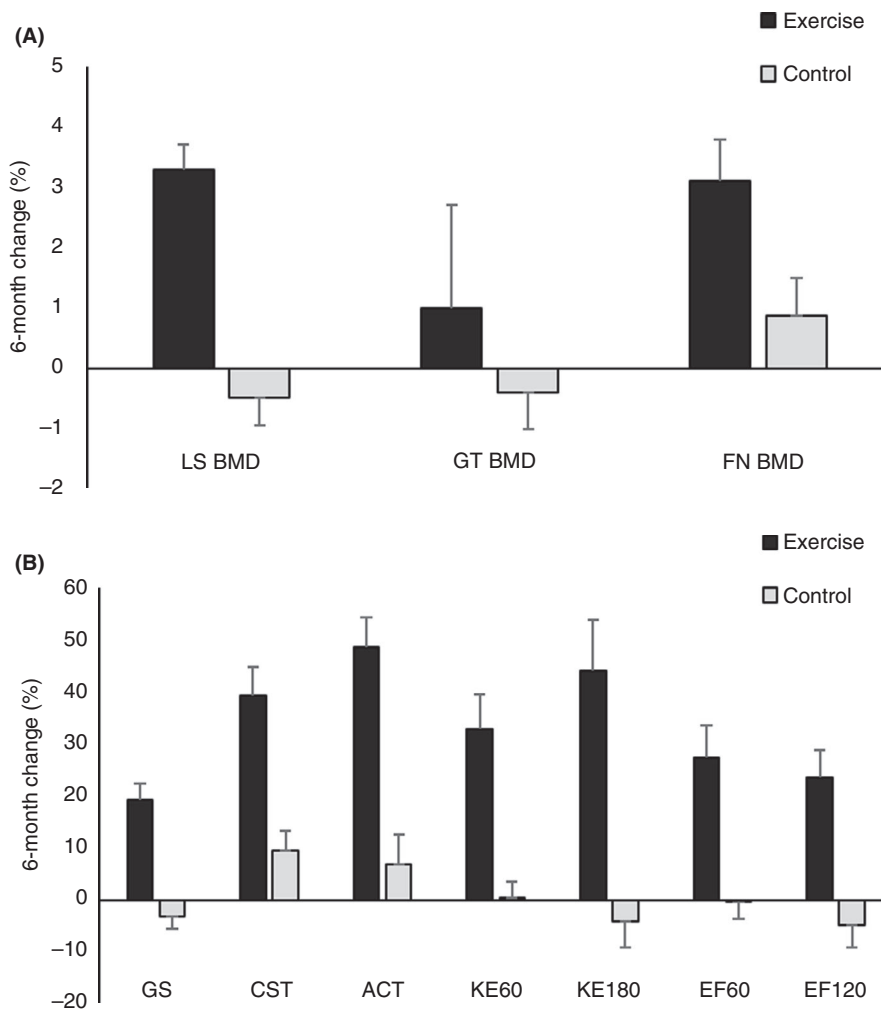 (A)
Exercise
Control
6-month change (%)
5
4
3
2
1
0
–1
–2
LS BMD GT BMD FN BMD
(B)
Exercise
Control
6-month change (%)
60
50
40
30
20
10
0
–10
–20
GS CST ACT KE60 KE180 EF60 EF120